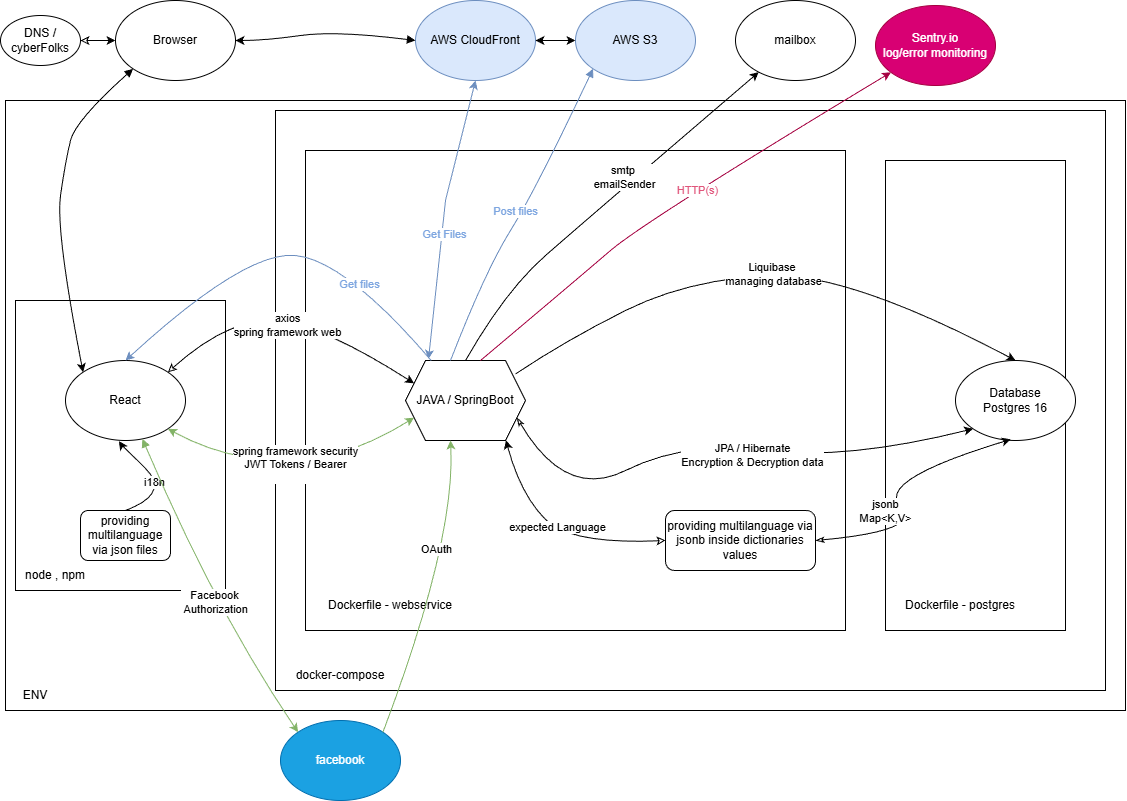 DNS /
cyberFolks
Browser
AWS CloudFront
AWS S3
mailbox
Sentry.io
log/error monitoring
smtp
emailSender
HTTP(s)
Post files
Get Files
Liquibase
managing database
Get files
axios
spring framework web
React
JAVA / SpringBoot
Database
Postgres 16
spring framework security
JWT Tokens / Bearer
JPA / Hibernate
Encryption & Decryption data
i18n
jsonb
Map<K,V>
providing
multilanguage
via json files
expected Language
providing multilanguage via
jsonb inside dictionaries
values
OAuth
node , npm
Facebook
Authorization
Dockerfile - webservice
Dockerfile - postgres
docker-compose
ENV
facebook